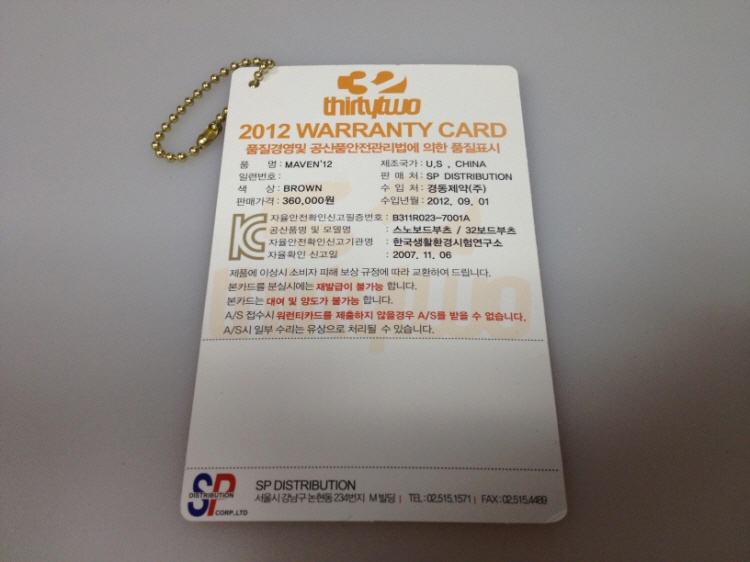 32
thirtytwo
2012 WARRANTY CARD
품질경영및 공산품안전관리법에 의한 품질표시
품 명 : MAVEN'12 제조국가 : U,S , CHINA
일련번호 : 판 매 처 : SP DISTRIBUTION
색 상 : BROWN 수 입 처 : 경동제약(주)
판매가격 : 360,000원 수입년월 : 2012. 09. 01
자율안전확인신고필증번호 : B311R023-7001A
공산품명 및 모델명 : 스노보드부츠 / 32보드부츠
자율안전확인신고기관명 : 한국생활환경시험연구소
자율확인 신고일 : 2007. 11. 06
제품에 이상시 소비자 피해 보상 규정에 따라 교환하여 드립니다.
본카드를 분실시에는 재발급이 불가능 합니다.
본카드는 대여 및 양도가 불가능 합니다.
A/S 접수시 워런티카드를 제출하지 않을경우 A/S를 받을 수 없습니다.
A/S시 일부 수리는 유상으로 처리될 수 있습니다.
SP DISTRIBUTION CORP.,LTD
SP DISTRIBUTION
서울시 강남구 논현동 234번지 M 빌딩 | TEL:02.515.1571 | FAX:02.515.4489